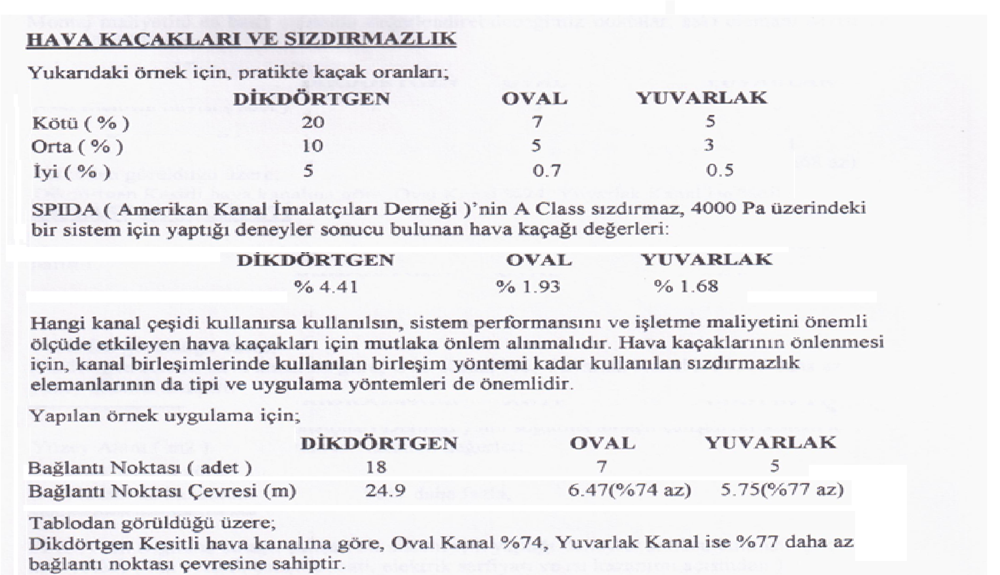 HAVA KAÇAKLARI VE SIZDIRMAZLIK
Yukarıdaki örnek için, pratikte kaçak oranları;
DİKDÖRTGEN OVAL YUVARLAK
Kötü ( % ) 20 7 5
Orta ( % ) 10 5 3
İyi ( % ) 5 0.7 0.5
SPIDA ( Amerikan Kanal İmalatçıları Derneği )’nin A Class sızdırmaz, 4000 Pa üzerindeki
bir sistem için yaptığı deneyler sonucu bulunan hava kaçağı değerleri:
DİKDÖRTGEN OVAL YUVARLAK
% 4.41 % 1.93 % 1.68
Hangi kanal çeşidi kullanırsa kullanılsın, sistem performansını ve işletme maliyetini önemli
ölçüde etkileyen hava kaçakları için mutlaka önlem alınmalıdır. Hava kaçaklarının önlenmesi
için, kanal birleşimlerinde kullanılan birleşim yöntemi kadar kullanılan sızdırmazlık
elemanlarının da tipi ve uygulama yöntemleri de önemlidir.
Yapılan örnek uygulama için;
DİKDÖRTGEN OVAL YUVARLAK
Bağlantı Noktası ( adet ) 18 7 5
Bağlantı Noktası Çevresi (m) 24.9 6.47(%74 az) 5.75(%77 az)
Tablodan görüldüğü üzere;
Dikdörtgen Kesitli hava kanalına göre, Oval Kanal %74, Yuvarlak Kanal ise %77 daha az
bağlantı noktası çevresine sahiptir.